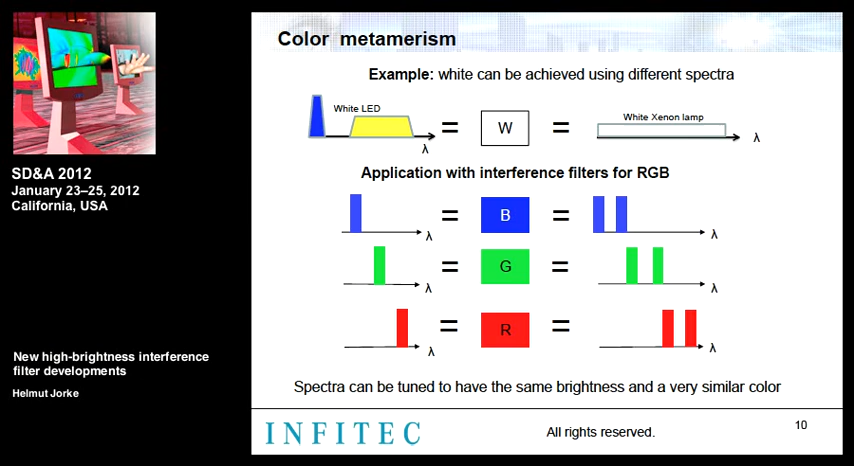 SD&A 2012
January 23–25, 2012
California, USA
New high-brightness interference
filter developments
Helmut Jorke
Color metamerism
Example: white can be achieved using different spectra
White LED
λ
=
W
=
White Xenon lamp
λ
Application with interference filters for RGB
λ
=
B
=
λ
λ
=
G
=
λ
λ
=
R
=
λ
Spectra can be tuned to have the same brightness and a very similar color
INFITEC
All rights reserved.
10